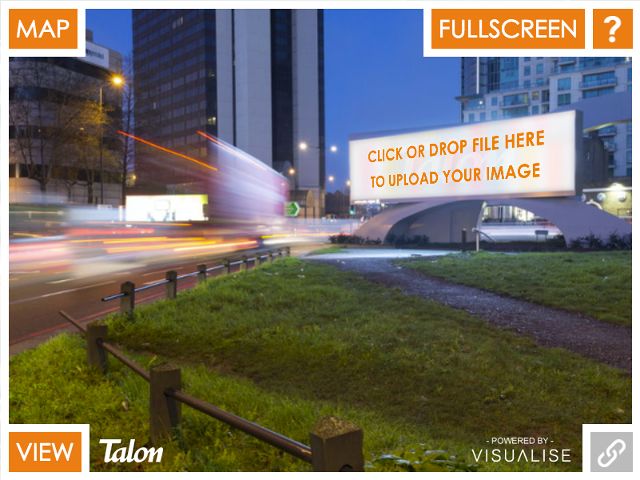 MAP
FULLSCREEN
?
CLICK OR DROP FILE HERE
TO UPLOAD YOUR IMAGE
VIEW
Talon
- POWERED BY -
VISUALISE